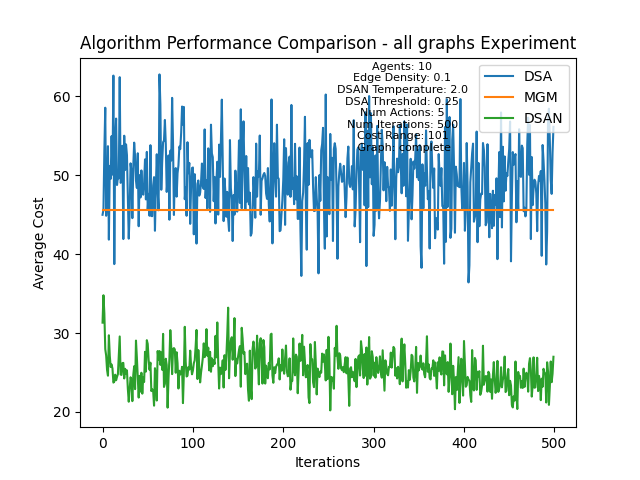 Algorithm Performance Comparison - all graphs Experiment
Agents: 10
Edge Density: 0.1
DSAN Temperature: 2.0
DSA Threshold: 0.25
Num Actions: 5
Num Iterations: 500
Cost Range: 101
Graph: complete
DSA
MGM
DSAN
Average Cost
60
50
40
30
20
0
100
200
300
400
500
Iterations